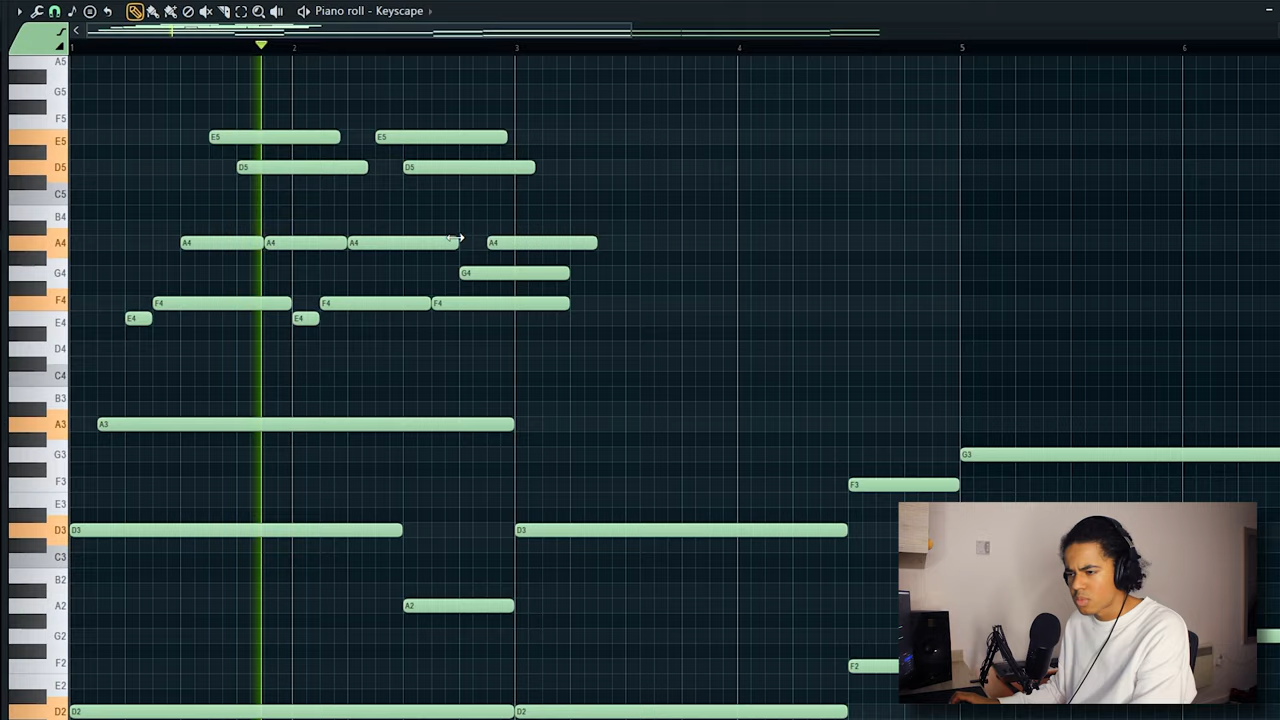 Piano roll - Keyscape
1 2 3 4 5 6
A5
G5
F5
E5 E5 E5
D5 D5 D5
C5
B4
A4 A4 A4 A4 A4
G4 G4
F4 F4 F4 F4
E4 E4 E4
D4
C4
B3
A3 A3
G3 G3
F3 F3
E3
D3 D3 D3
C3
B2
A2 A2
G2
F2 F2
E2
D2 D2 D2